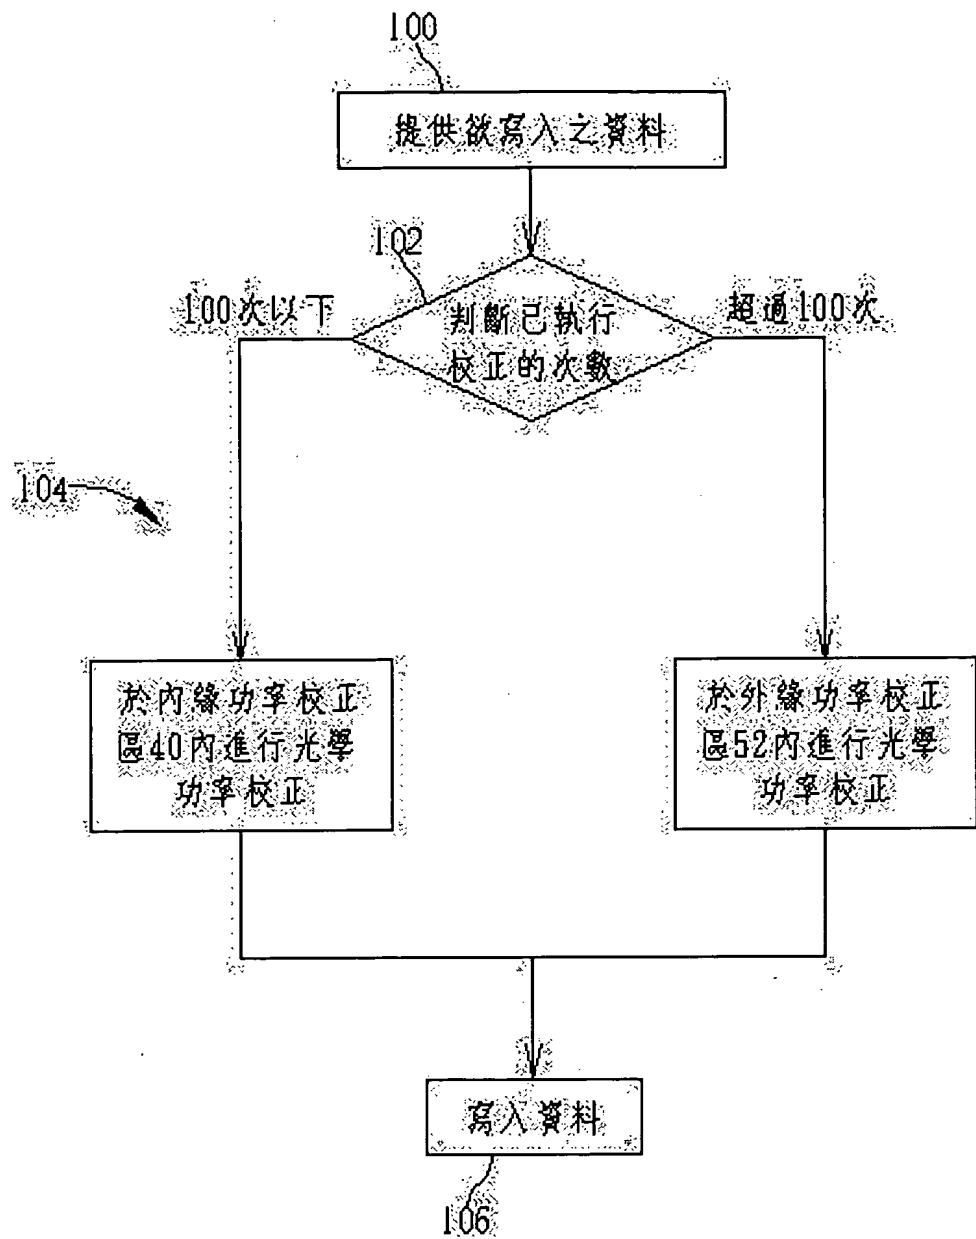 100
提供欲寫入之資料
102
100次以下
超過100次
判斷已執行
校正的次數
104
於內緣功率校正
區40內進行光學
功率校正
於外緣功率校正
區52內進行光學
功率校正
寫入資料
106